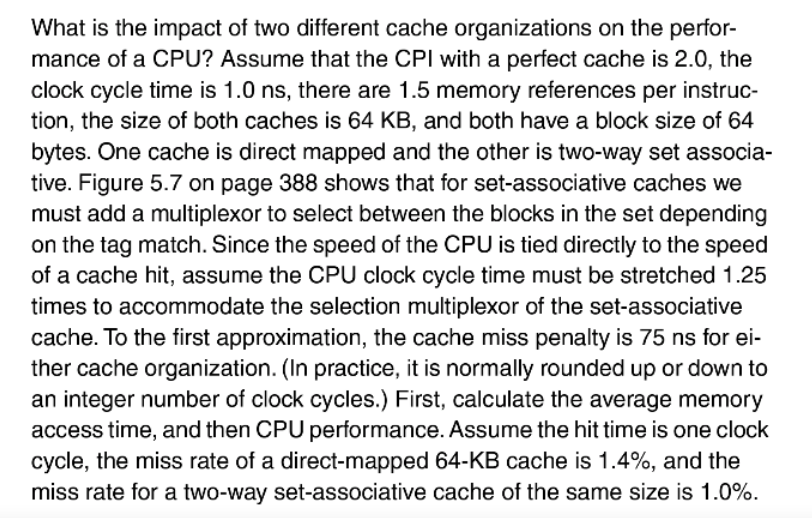 What is the impact of two different cache organizations on the perfor-
mance of a CPU? Assume that the CPI with a perfect cache is 2.0, the
clock cycle time is 1.0 ns, there are 1.5 memory references per instruc-
tion, the size of both caches is 64 KB, and both have a block size of 64
bytes. One cache is direct mapped and the other is two-way set associa-
tive. Figure 5.7 on page 388 shows that for set-associative caches we
must add a multiplexor to select between the blocks in the set depending
on the tag match. Since the speed of the CPU is tied directly to the speed
of a cache hit, assume the CPU clock cycle time must be stretched 1.25
times to accommodate the selection multiplexor of the set-associative
cache. To the first approximation, the cache miss penalty is 75 ns for ei-
ther cache organization. (In practice, it is normally rounded up or down to
an integer number of clock cycles.) First, calculate the average memory
access time, and then CPU performance. Assume the hit time is one clock
cycle, the miss rate of a direct-mapped 64-KB cache is 1.4%, and the
miss rate for a two-way set-associative cache of the same size is 1.0%.